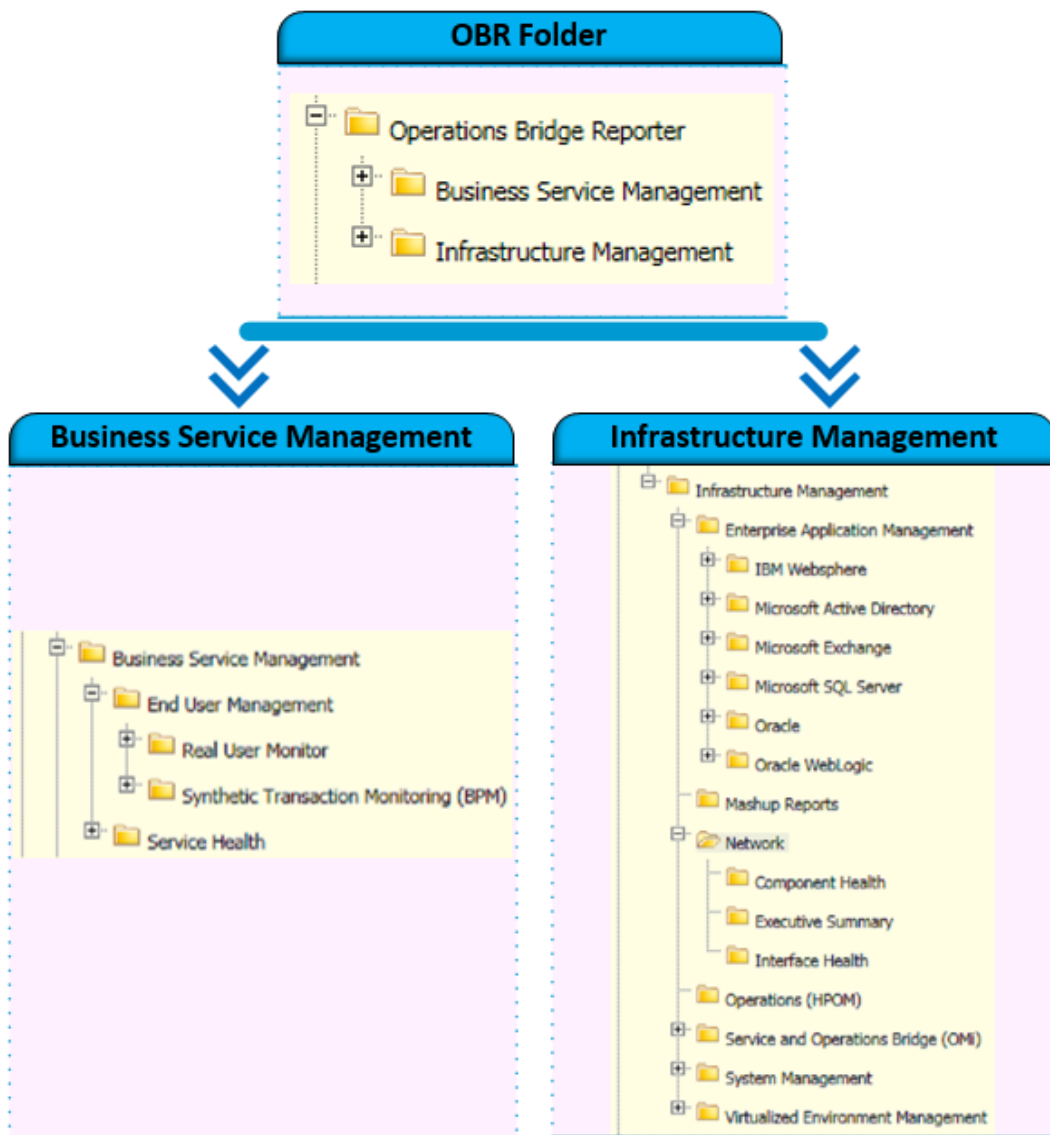 OBR Folder
Operations Bridge Reporter
Business Service Management
Infrastructure Management
Business Service Management
Business Service Management
End User Management
Real User Monitor
Synthetic Transaction Monitoring (BPM)
Service Health
Infrastructure Management
Infrastructure Management
Enterprise Application Management
IBM Websphere
Microsoft Active Directory
Microsoft Exchange
Microsoft SQL Server
Oracle
Oracle WebLogic
Mashup Reports
Network
Component Health
Executive Summary
Interface Health
Operations (HPOM)
Service and Operations Bridge (OMi)
System Management
Virtualized Environment Management